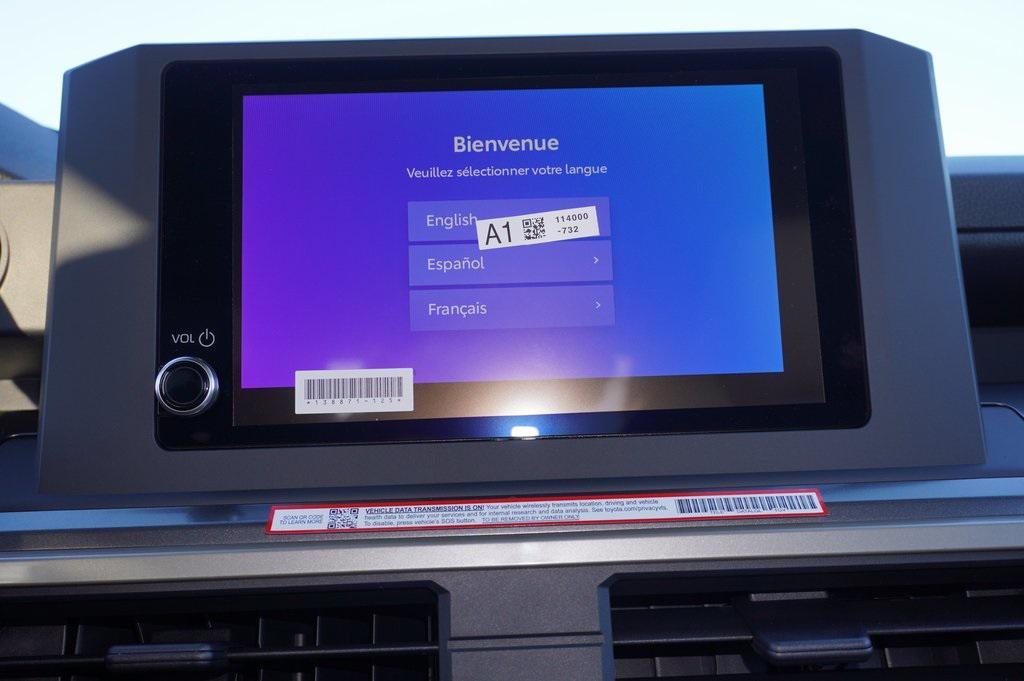 Bienvenue
Veuillez sélectionner votre langue
English
A1
114000
-732
Español
Français
VOL
*138871-125*
SCAN QR CODE
TO LEARN MORE
VEHICLE DATA TRANSMISSION IS ON! Your vehicle wirelessly transmits location, driving and vehicle
health data to deliver your services and for internal research and data analysis. See toyota.com/privacyvts.
To disable, press vehicle's SOS button. TO BE REMOVED BY OWNER ONLY.